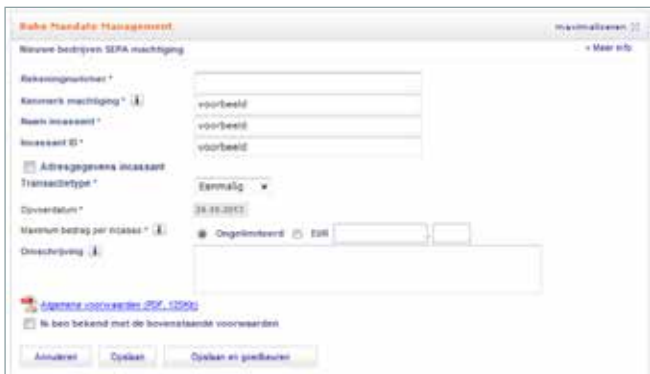 Rabo Mandate Management maximaliseren
Nieuwe bedrijven SEPA machtiging » Meer info
Rekeningnummer *
Kenmerk machtiging * i voorbeeld
Naam incassant * voorbeeld
Incassant ID * voorbeeld
Adresgegevens incassant
Transactietype * Eenmalig
Opvoerdatum *
Maximum bedrag per incasso * i Ongelimiteerd EUR ,
Omschrijving i
Algemene voorwaarden (PDF, 125Kb)
Ik ben bekend met de bovenstaande voorwaarden
Annuleren Opslaan Opslaan en goedkeuren